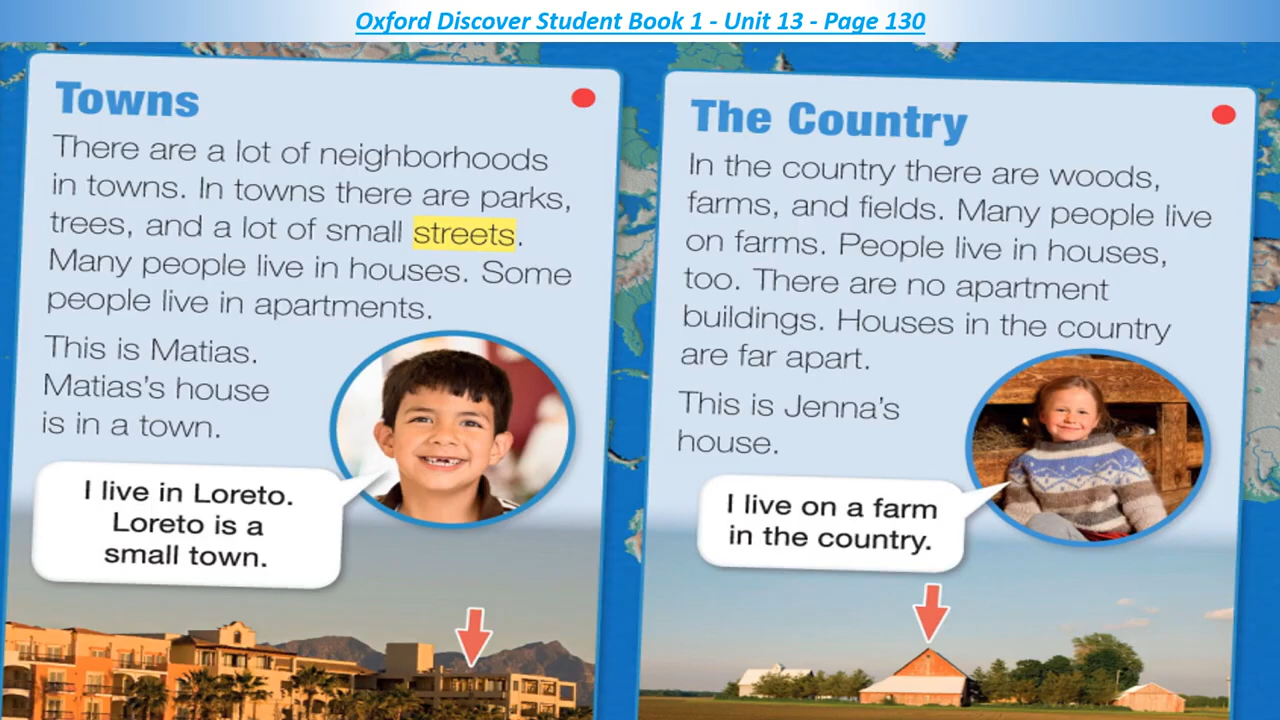 Oxford Discover Student Book 1 - Unit 13 - Page 130
Towns
There are a lot of neighborhoods
in towns. In towns there are parks,
trees, and a lot of small streets.
Many people live in houses. Some
people live in apartments.
This is Matias.
Matias's house
is in a town.
I live in Loreto.
Loreto is a
small town.
The Country
In the country there are woods,
farms, and fields. Many people live
on farms. People live in houses,
too. There are no apartment
buildings. Houses in the country
are far apart.
This is Jenna's
house.
I live on a farm
in the country.